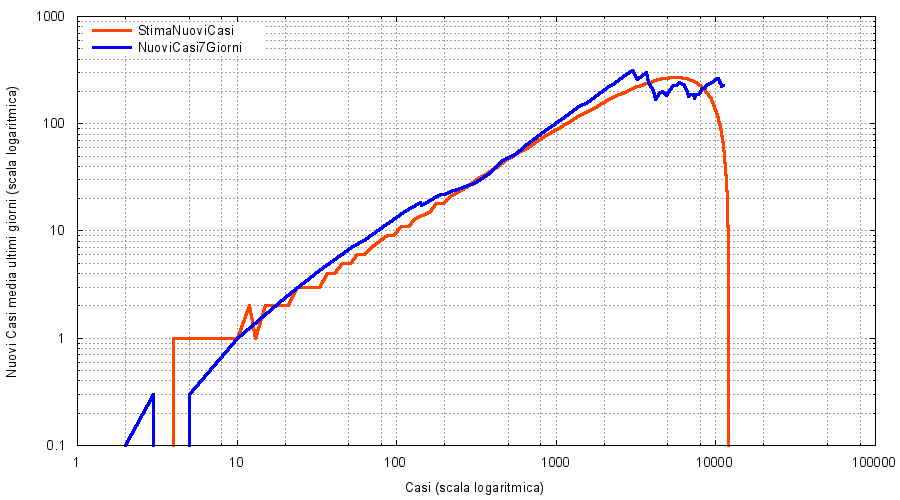 1000
StimaNuoviCasi
NuoviCasi7Giorni
100
10
1
0.1
Nuovi Casi media ultimi giorni (scala logaritmica)
1 10 100 1000 10000 100000
Casi (scala logaritmica)